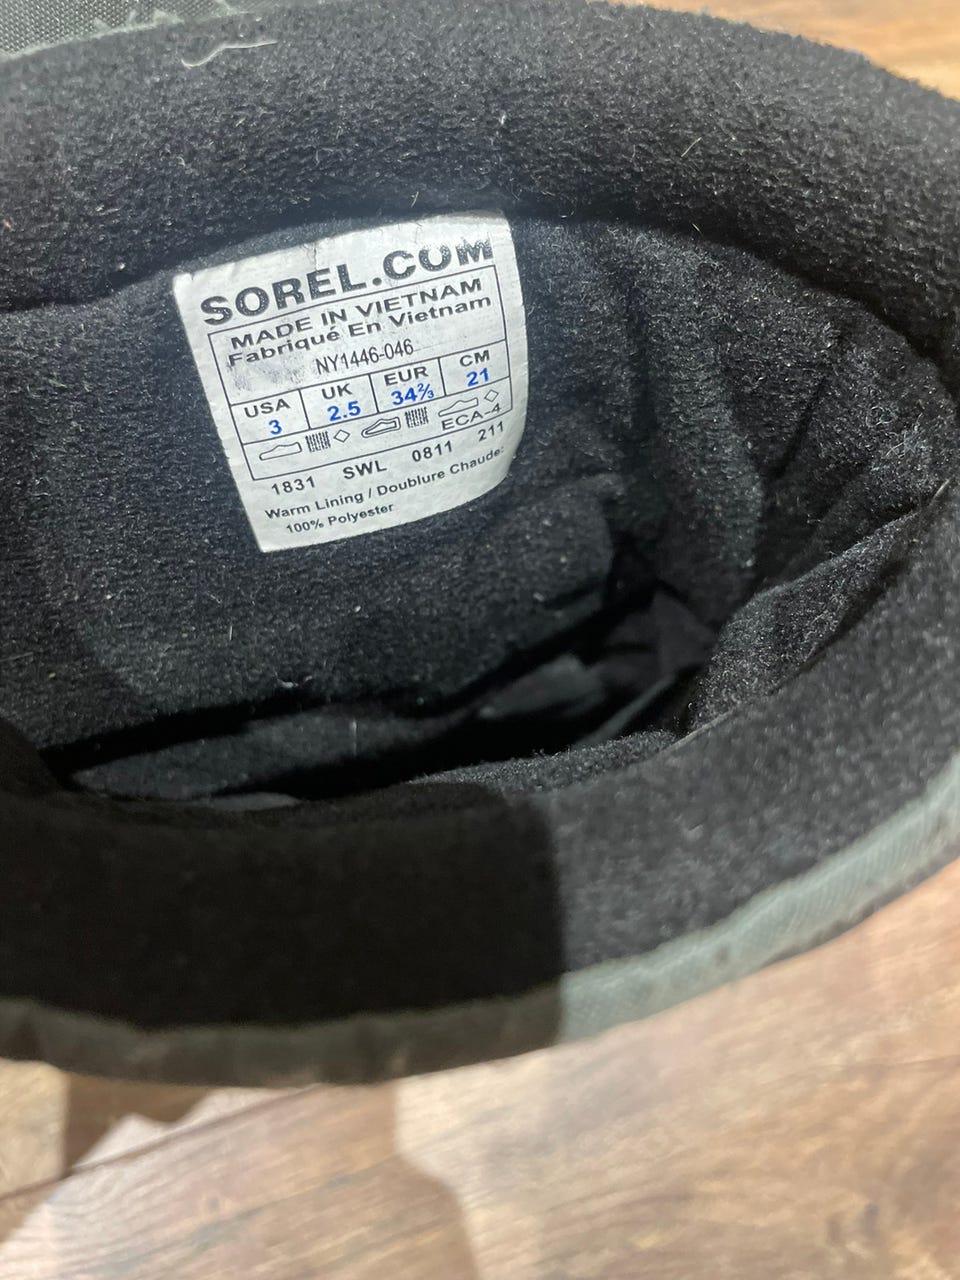 SOREL.COM
MADE IN VIETNAM
Fabriqué En Vietnam
NY1446-046
USA UK EUR CM
3 2.5 34⅔ 21
ECA-4
1831 SWL 0811 211
Warm Lining / Doublure Chaude:
100% Polyester